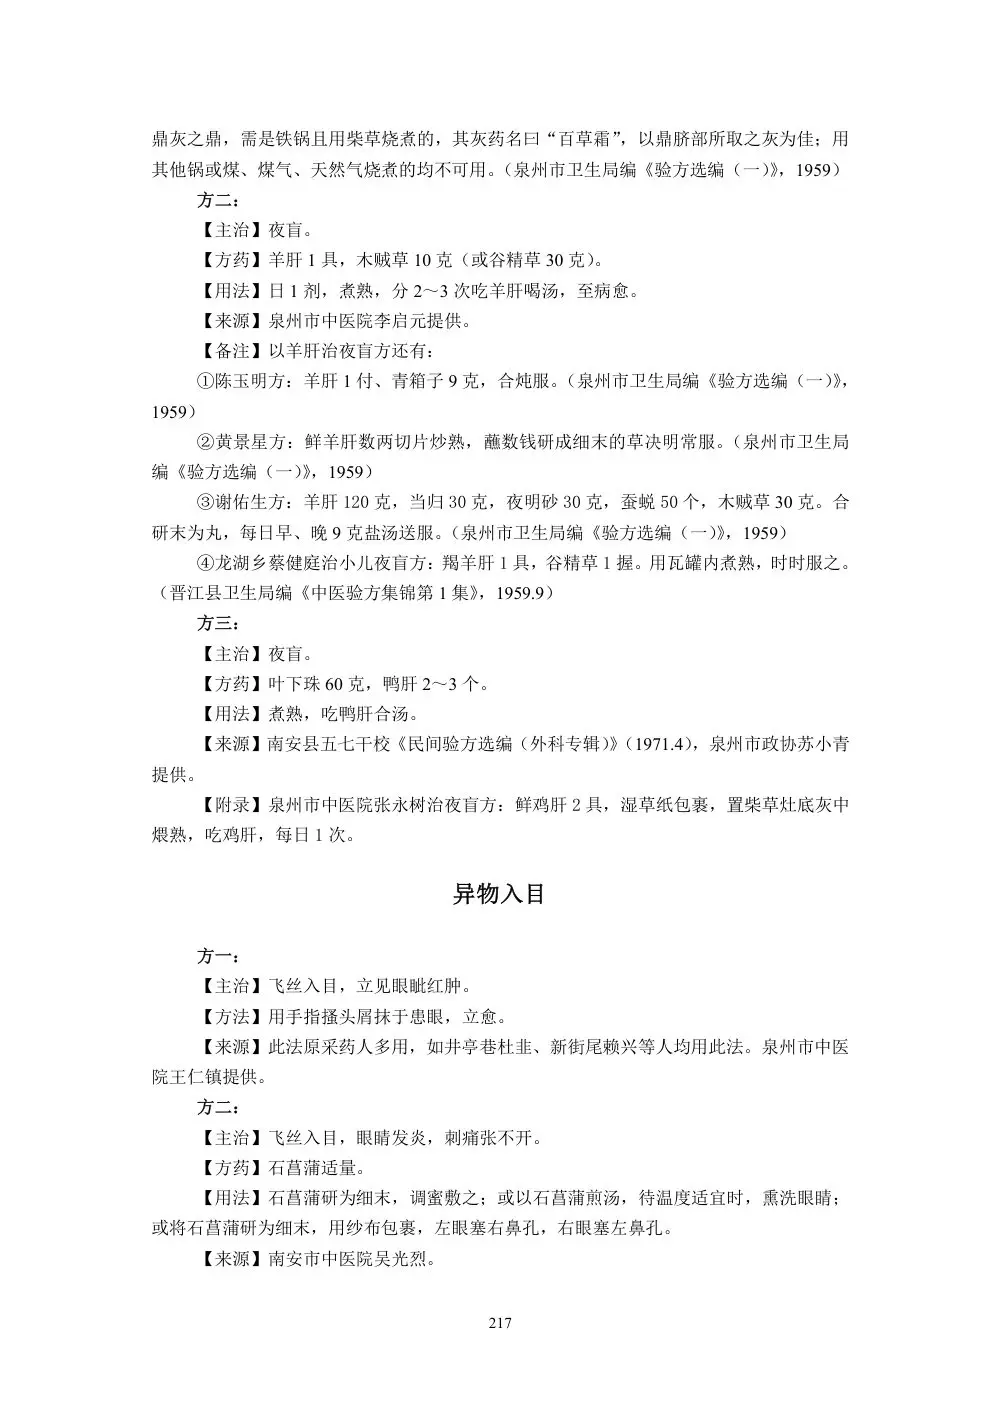 鼎灰之鼎，需是铁锅且用柴草烧煮的，其灰药名曰“百草霜”，以鼎脐部所取之灰为佳；用
其他锅或煤、煤气、天然气烧煮的均不可用。（泉州市卫生局编《验方选编（一）》，1959）
方二：
【主治】夜盲。
【方药】羊肝 1 具，木贼草 10 克（或谷精草 30 克）。
【用法】日 1 剂，煮熟，分 2～3 次吃羊肝喝汤，至病愈。
【来源】泉州市中医院李启元提供。
【备注】以羊肝治夜盲方还有：
①陈玉明方：羊肝 1 付、青箱子 9 克，合炖服。（泉州市卫生局编《验方选编（一）》，
1959）
②黄景星方：鲜羊肝数两切片炒熟，蘸数钱研成细末的草决明常服。（泉州市卫生局
编《验方选编（一）》，1959）
③谢佑生方：羊肝 120 克，当归 30 克，夜明砂 30 克，蚕蜕 50 个，木贼草 30 克。合
研末为丸，每日早、晚 9 克盐汤送服。（泉州市卫生局编《验方选编（一）》，1959）
④龙湖乡蔡健庭治小儿夜盲方：羯羊肝 1 具，谷精草 1 握。用瓦罐内煮熟，时时服之。
（晋江县卫生局编《中医验方集锦第 1 集》，1959.9）
方三：
【主治】夜盲。
【方药】叶下珠 60 克，鸭肝 2～3 个。
【用法】煮熟，吃鸭肝合汤。
【来源】南安县五七干校《民间验方选编（外科专辑）》（1971.4），泉州市政协苏小青
提供。
【附录】泉州市中医院张永树治夜盲方：鲜鸡肝 2 具，湿草纸包裹，置柴草灶底灰中
煨熟，吃鸡肝，每日 1 次。
异物入目
方一：
【主治】飞丝入目，立见眼眦红肿。
【方法】用手指搔头屑抹于患眼，立愈。
【来源】此法原采药人多用，如井亭巷杜韭、新街尾赖兴等人均用此法。泉州市中医
院王仁镇提供。
方二：
【主治】飞丝入目，眼睛发炎，刺痛张不开。
【方药】石菖蒲适量。
【用法】石菖蒲研为细末，调蜜敷之；或以石菖蒲煎汤，待温度适宜时，熏洗眼睛；
或将石菖蒲研为细末，用纱布包裹，左眼塞右鼻孔，右眼塞左鼻孔。
【来源】南安市中医院吴光烈。
217